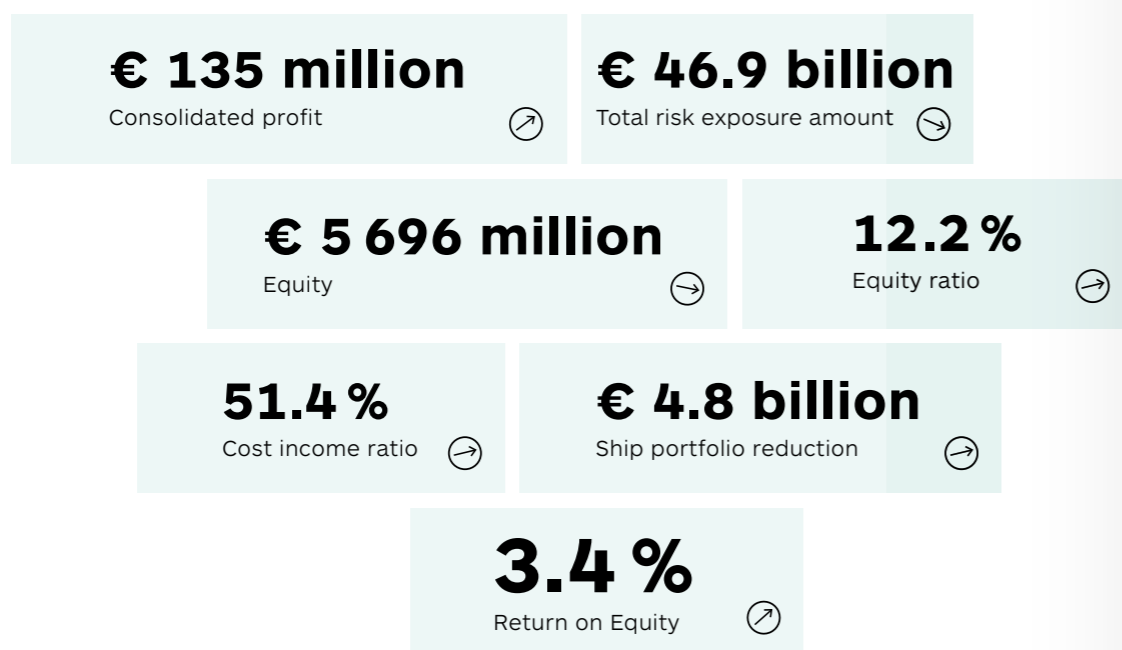 € 135 million
Consolidated profit
€ 46.9 billion
Total risk exposure amount
€ 5 696 million
Equity
12.2 %
Equity ratio
51.4 %
Cost income ratio
€ 4.8 billion
Ship portfolio reduction
3.4 %
Return on Equity